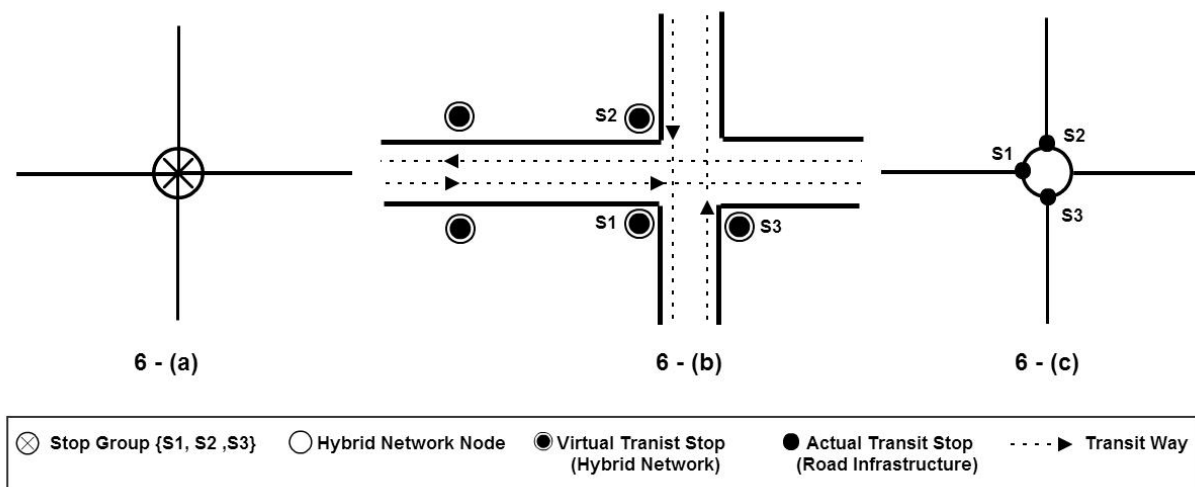 S2
S1
S3
S1
S2
S3
6 - (a)
6 - (b)
6 - (c)
Stop Group {S1, S2 ,S3}
Hybrid Network Node
Virtual Tranist Stop
(Hybrid Network)
Actual Transit Stop
(Road Infrastructure)
Transit Way